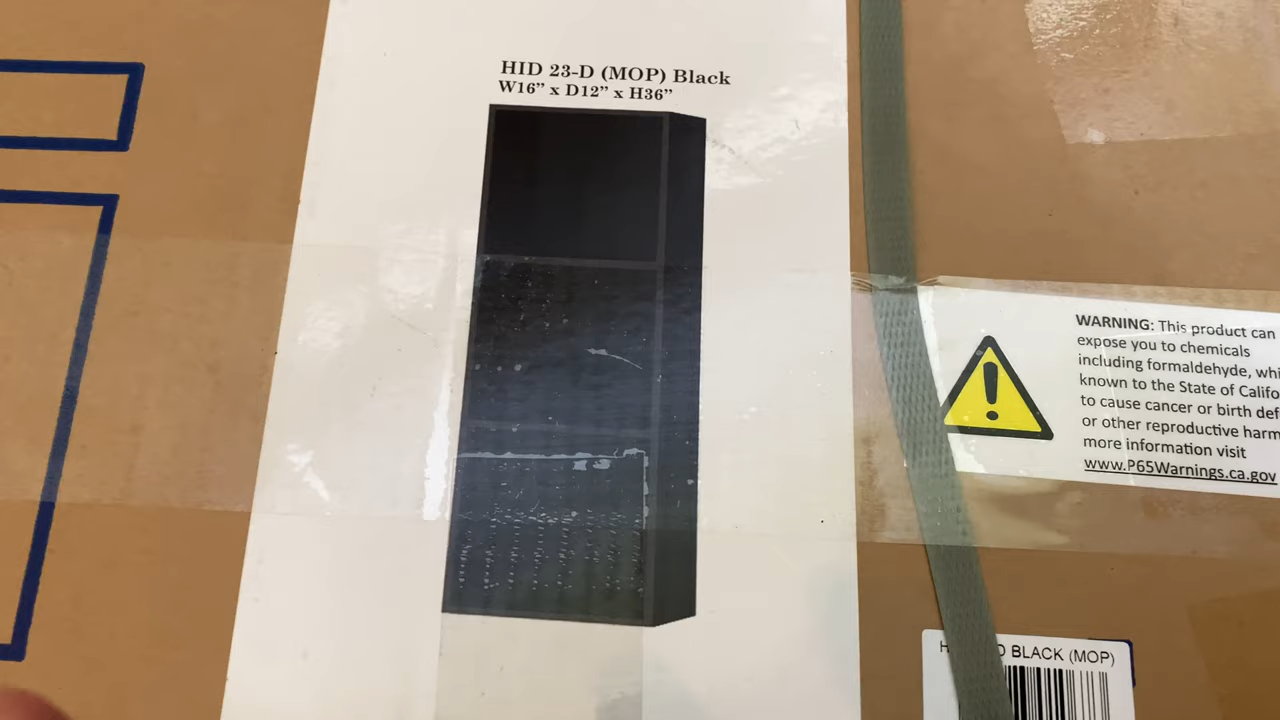 HID 23-D (MOP) Black
W16” x D12” x H36”
WARNING: This product can
expose you to chemicals
including formaldehyde,
known to the State of
to cause cancer or birth
or other reproductive harm
more information visit
www.P65Warnings.ca.gov
BLACK (MOP)